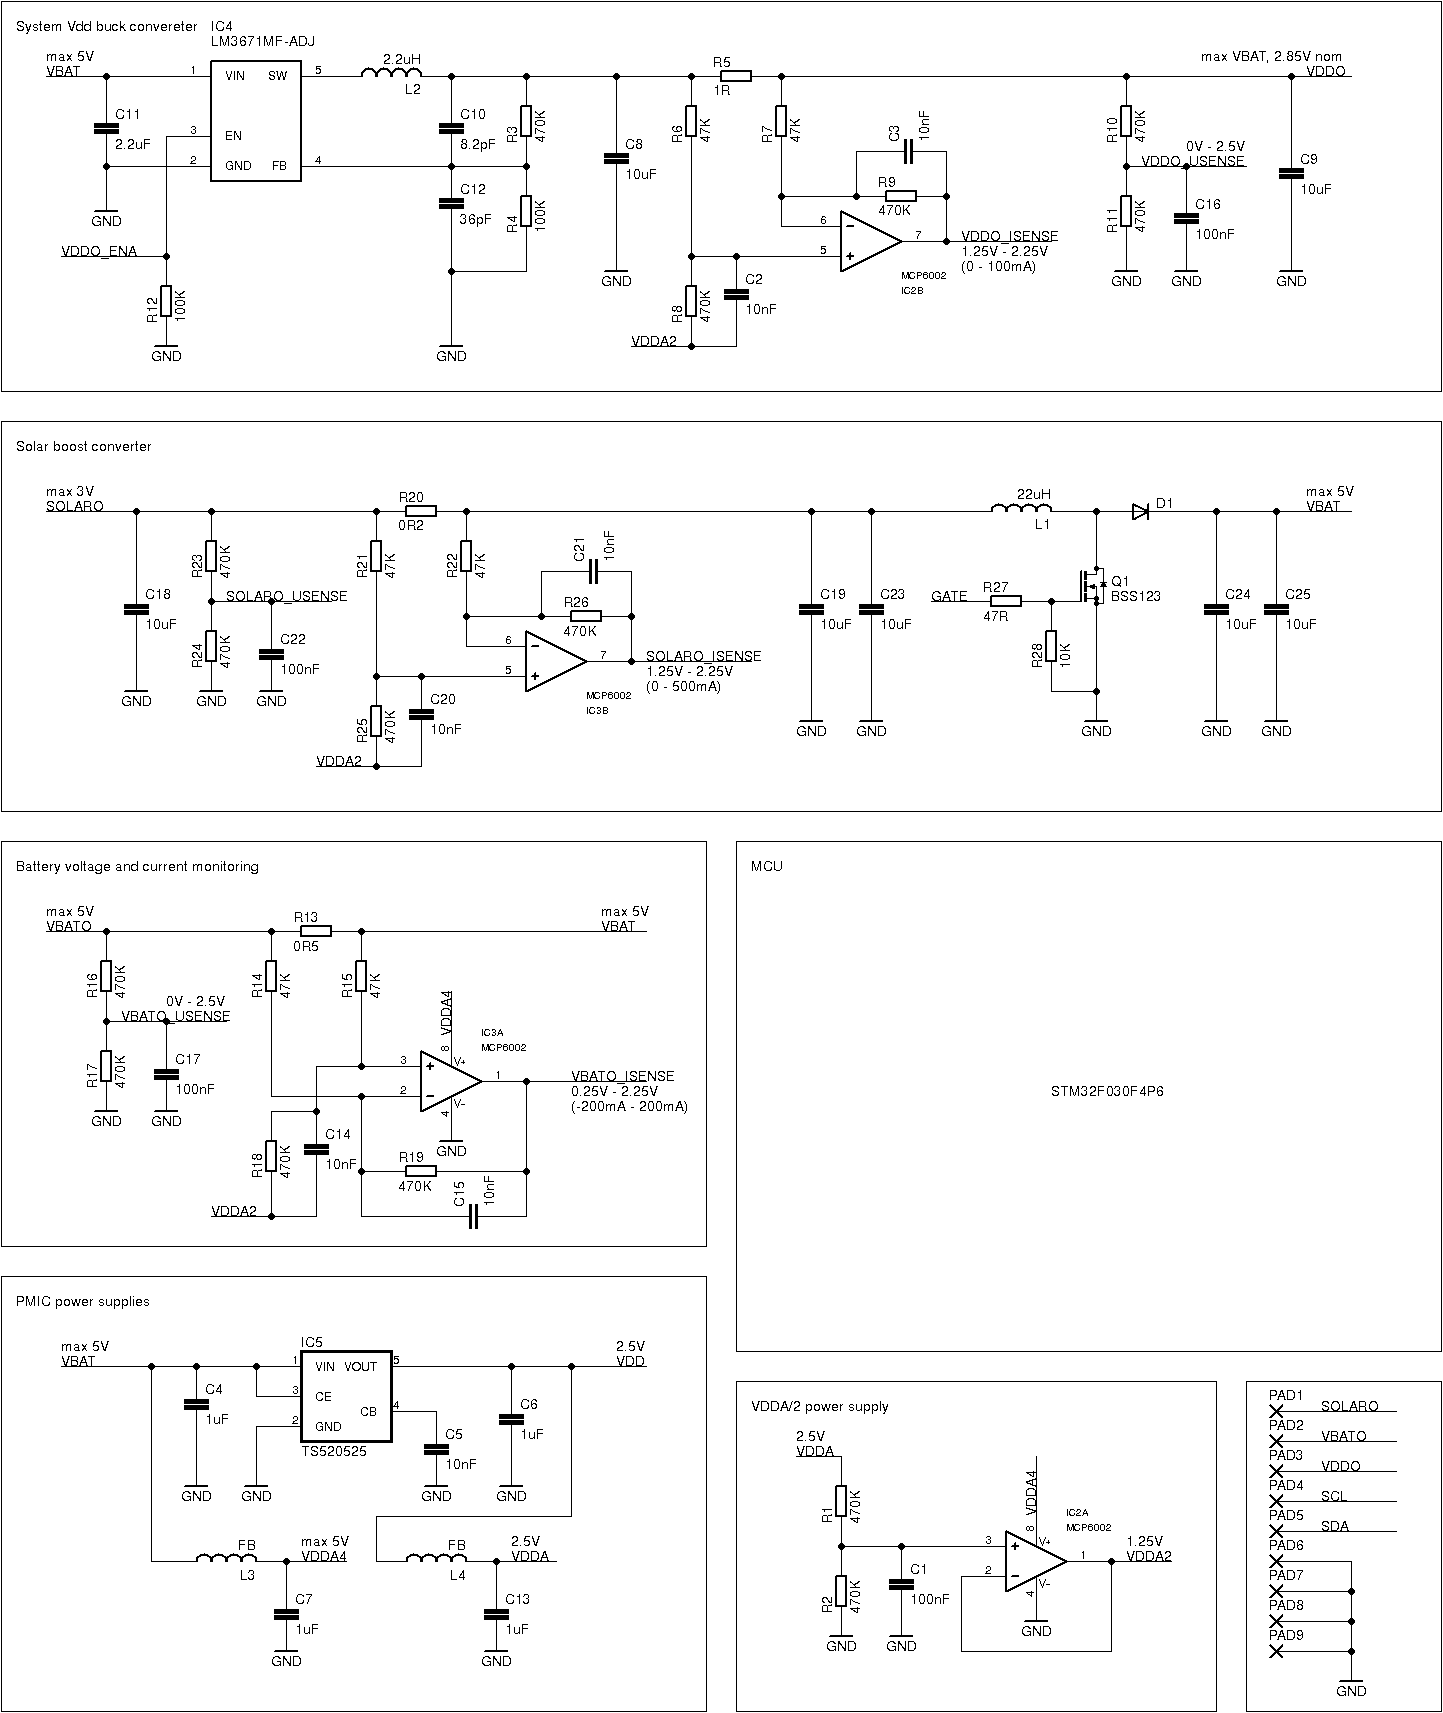 System Vdd buck convereter
IC4
LM3671MF-ADJ
max 5V
VBAT
1
VIN
SW
5
2.2uH
L2
C11
2.2uF
3
EN
2
GND
FB
4
GND
VDDO_ENA
R12
100K
GND
C10
8.2pF
C12
36pF
R3
470K
R4
100K
GND
C8
10uF
GND
R5
1R
R6
47K
R7
47K
C3
10nF
R9
470K
6
5
7
MCP6002
IC2B
VDDO_ISENSE
1.25V - 2.25V
(0 - 100mA)
R8
470K
C2
10nF
VDDA2
max VBAT, 2.85V nom
VDDO
R10
470K
0V - 2.5V
VDDO_USENSE
R11
470K
C16
100nF
GND
GND
C9
10uF
GND
Solar boost converter
max 3V
SOLARO
C18
10uF
GND
R23
470K
SOLARO_USENSE
R24
470K
C22
100nF
GND
GND
R20
0R2
R21
47K
R22
47K
C21
10nF
R26
470K
6
5
7
MCP6002
IC3B
SOLARO_ISENSE
1.25V - 2.25V
(0 - 500mA)
R25
470K
C20
10nF
VDDA2
C19
10uF
GND
C23
10uF
GND
22uH
L1
D1
GATE
R27
47R
Q1
BSS123
R28
10K
GND
max 5V
VBAT
C24
10uF
GND
C25
10uF
GND
Battery voltage and current monitoring
max 5V
VBATO
R13
0R5
max 5V
VBAT
R16
470K
0V - 2.5V
VBATO_USENSE
R17
470K
C17
100nF
GND
GND
R14
47K
R15
47K
VDDA4
8
V+
IC3A
MCP6002
3
2
1
V-
4
GND
VBATO_ISENSE
0.25V - 2.25V
(-200mA - 200mA)
R18
470K
C14
10nF
R19
470K
C15
10nF
VDDA2
MCU
STM32F030F4P6
PMIC power supplies
max 5V
VBAT
IC5
1
VIN
VOUT
5
3
CE
2
GND
CB
4
TS520525
C4
1uF
GND
GND
C5
10nF
GND
C6
1uF
GND
2.5V
VDD
FB
L3
max 5V
VDDA4
C7
1uF
GND
FB
L4
2.5V
VDDA
C13
1uF
GND
VDDA/2 power supply
2.5V
VDDA
R1
470K
R2
470K
GND
C1
100nF
GND
VDDA4
8
V+
IC2A
MCP6002
3
2
1
V-
4
GND
1.25V
VDDA2
PAD1
SOLARO
PAD2
VBATO
PAD3
VDDO
PAD4
SCL
PAD5
SDA
PAD6
PAD7
PAD8
PAD9
GND